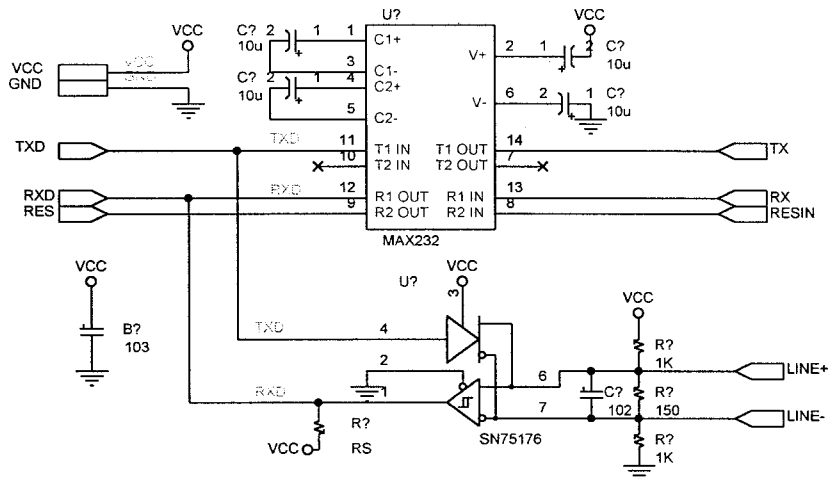 U?
VCC
C? 2 1 1 C1+
10u
3 C1-
C? 2 1 4 C2+
10u
5 C2-
V+ 2 1 2 C?
10u
VCC
V- 6 2 1 C?
10u
VCC VCC
GND GND
TXD TXD 11 T1 IN T1 OUT 14 TX
10 T2 IN T2 OUT 7
RXD RXD 12 R1 OUT R1 IN 13 RX
RES 9 R2 OUT R2 IN 8 RESIN
MAX232
VCC
B?
103
U?
VCC
3
TXD 4
2
RXD 1
R?
RS
VCC
SN75176
6
7
C?
102
VCC
R?
1K
LINE+
R?
150
LINE-
R?
1K